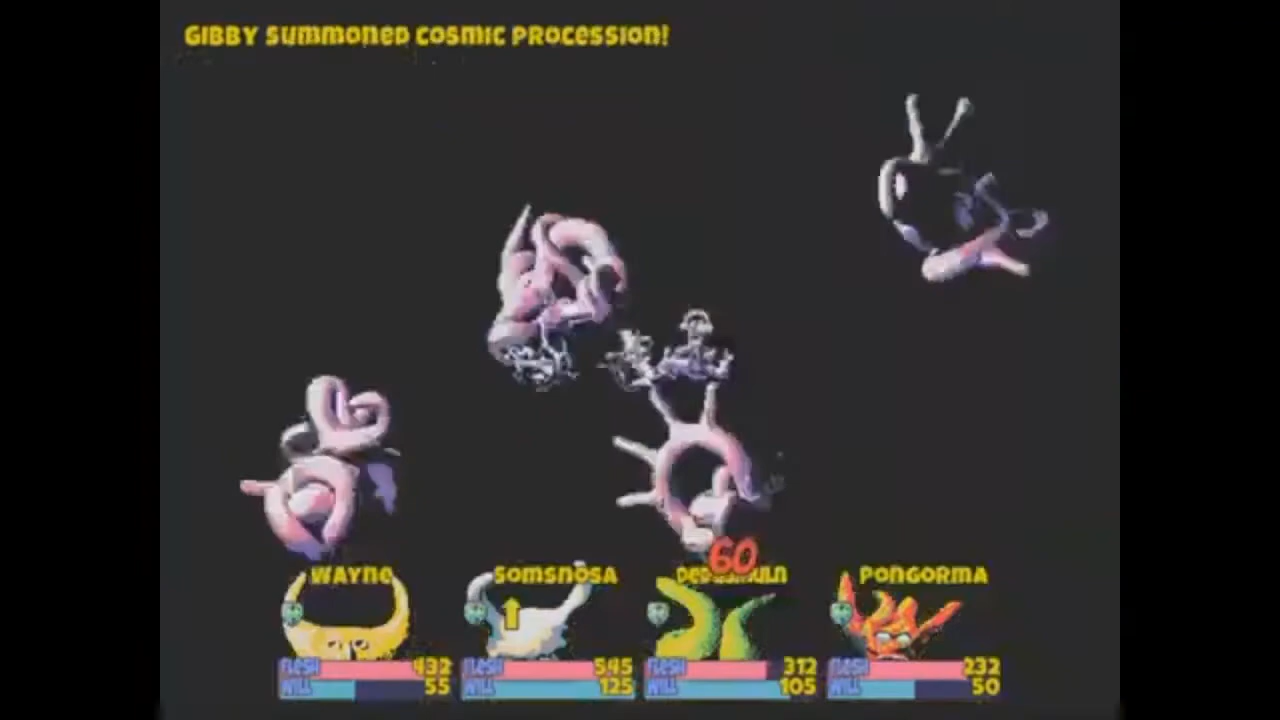 GIBBY SUMMONED COSMIC PROCESSION!
60
WAYNE SOMSNOSA PONGORMA
FLESH 432 FLESH 545 FLESH 312 FLESH 232
WILL 55 WILL 125 WILL 105 WILL 50